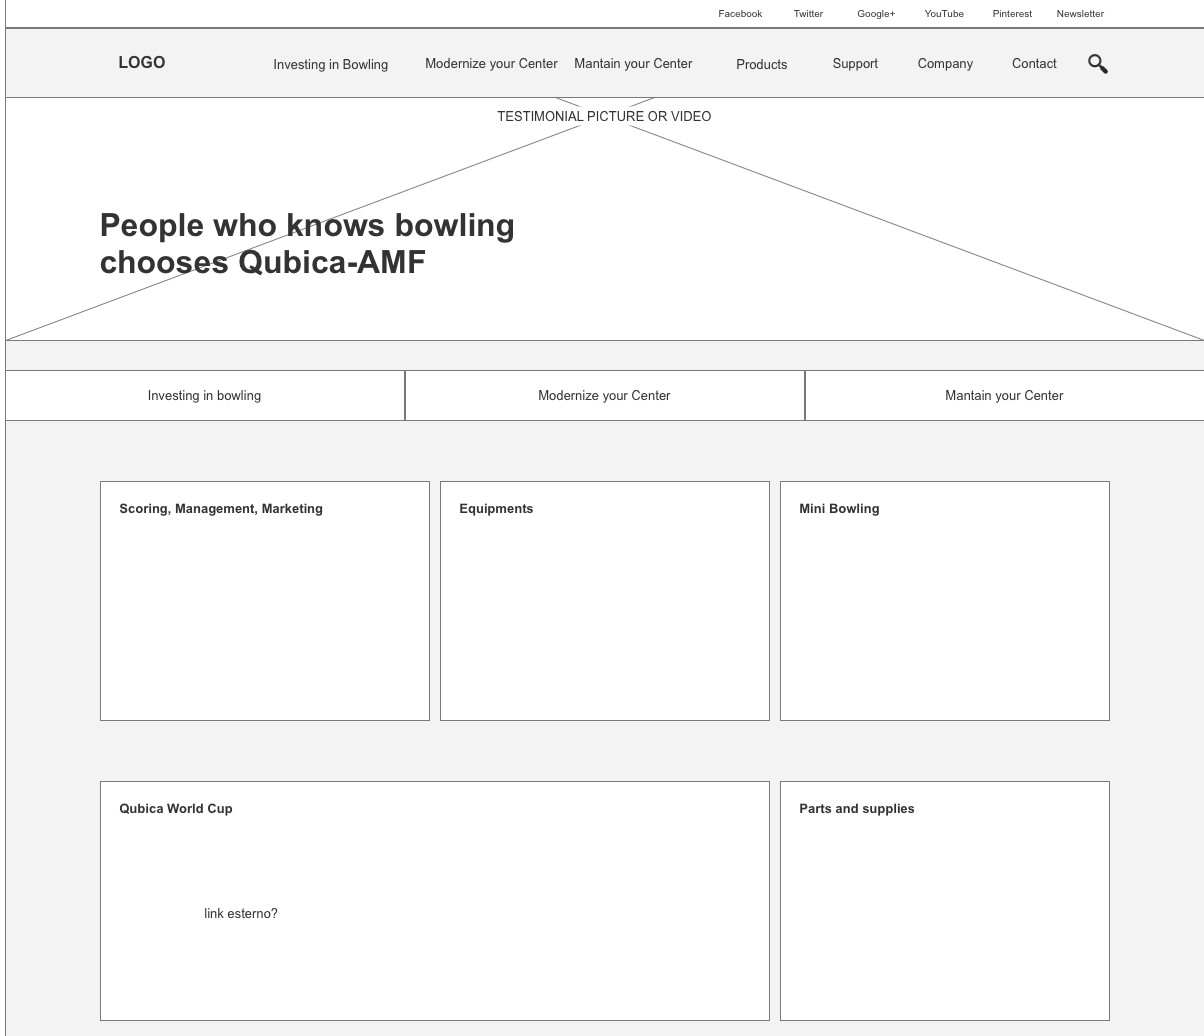 Facebook Twitter Google+ YouTube Pinterest Newsletter
LOGO Investing in Bowling Modernize your Center Mantain your Center Products Support Company Contact
TESTIMONIAL PICTURE OR VIDEO
People who knows bowling
chooses Qubica-AMF
Investing in bowling Modernize your Center Mantain your Center
Scoring, Management, Marketing Equipments Mini Bowling
Qubica World Cup Parts and supplies
link esterno?